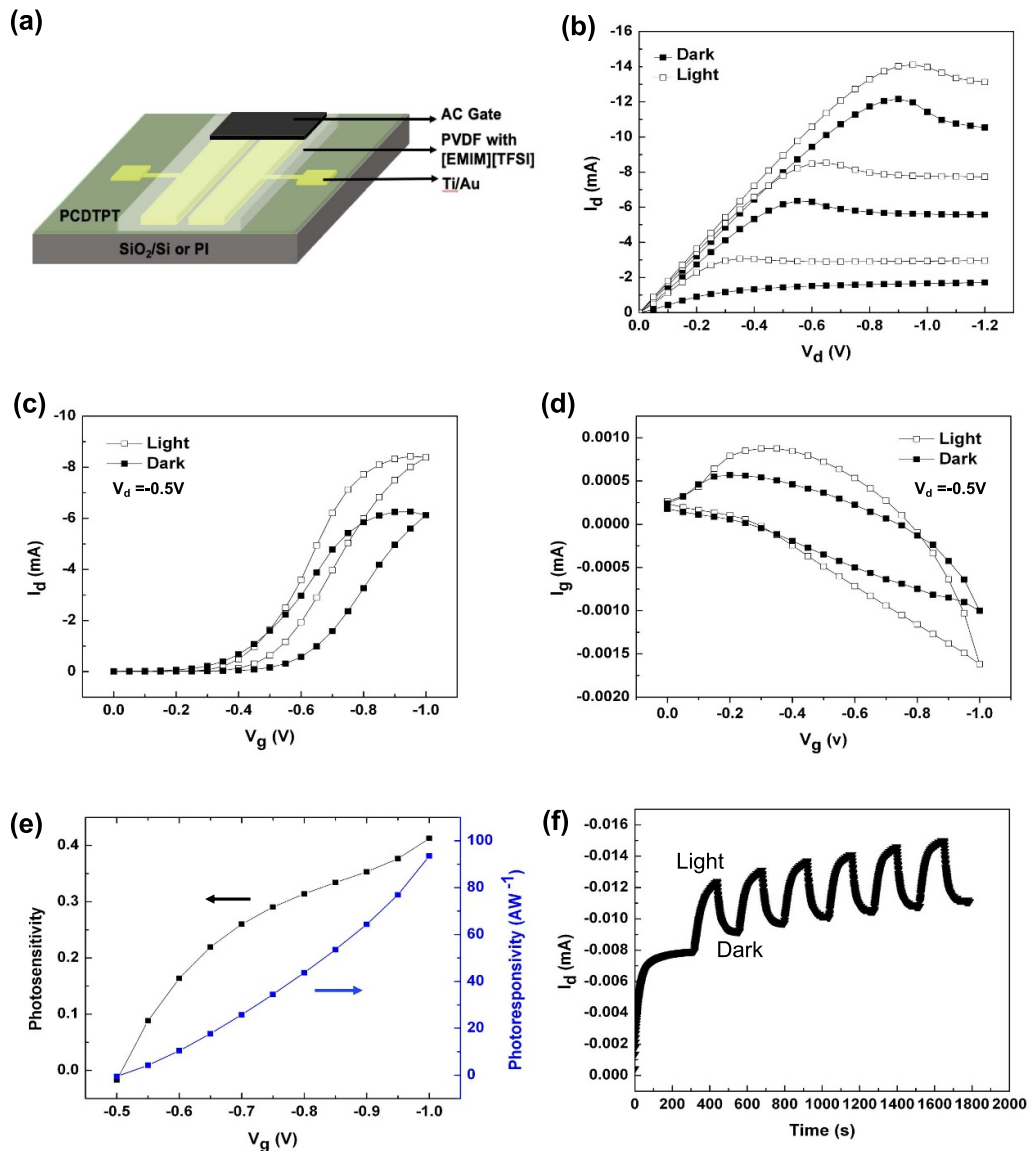 (a)
AC Gate
PVDF with
[EMIM][TFSI]
Ti/Au
PCDTPT
SiO2/Si or PI
(b)
Dark
Light
-16
-14
-12
-10
-8
-6
-4
-2
0
Id (mA)
0.0 -0.2 -0.4 -0.6 -0.8 -1.0 -1.2
Vd (V)
(c)
Light
Dark
Vd =-0.5V
-10
-8
-6
-4
-2
0
Id (mA)
0.0 -0.2 -0.4 -0.6 -0.8 -1.0
Vg (V)
(d)
Light
Dark
Vd =-0.5V
0.0010
0.0005
0.0000
-0.0005
-0.0010
-0.0015
-0.0020
Ig (mA)
0.0 -0.2 -0.4 -0.6 -0.8 -1.0
Vg (v)
(e)
0.4
0.3
0.2
0.1
0.0
Photosensitivity
100
80
60
40
20
0
Photoresponsivity (AW-1)
-0.5 -0.6 -0.7 -0.8 -0.9 -1.0
Vg (V)
(f)
-0.016
-0.014
-0.012
-0.010
-0.008
-0.006
-0.004
-0.002
0.000
Id (mA)
Light
Dark
0 200 400 600 800 1000 1200 1400 1600 1800 2000
Time (s)